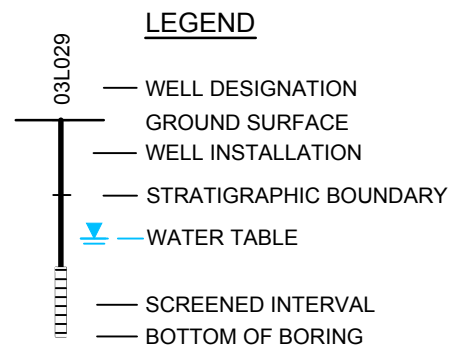 LEGEND
03L029
WELL DESIGNATION
GROUND SURFACE
WELL INSTALLATION
STRATIGRAPHIC BOUNDARY
WATER TABLE
SCREENED INTERVAL
BOTTOM OF BORING